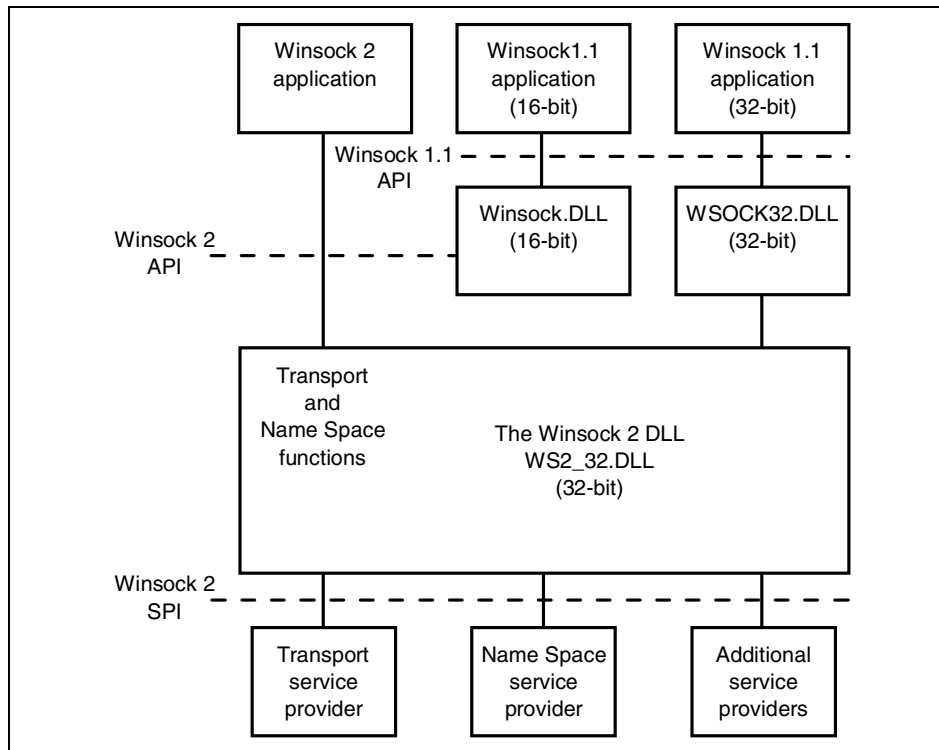 Winsock 2
application
Winsock1.1
application
(16-bit)
Winsock 1.1
application
(32-bit)
Winsock 1.1
API
Winsock.DLL
(16-bit)
WSOCK32.DLL
(32-bit)
Winsock 2
API
Transport
and
Name Space
functions
The Winsock 2 DLL
WS2_32.DLL
(32-bit)
Winsock 2
SPI
Transport
service
provider
Name Space
service
provider
Additional
service
providers